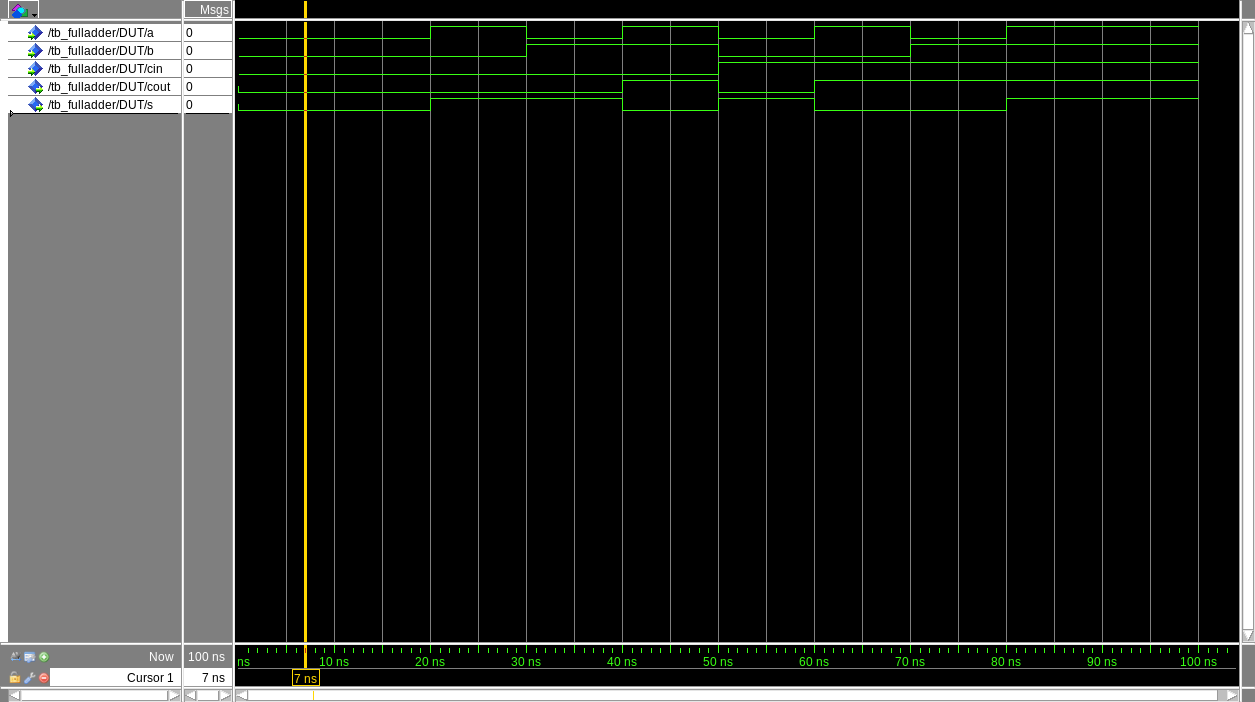 Msgs
/tb_fulladder/DUT/a 0
/tb_fulladder/DUT/b 0
/tb_fulladder/DUT/cin 0
/tb_fulladder/DUT/cout 0
/tb_fulladder/DUT/s 0
Now 100 ns ns 10 ns 20 ns 30 ns 40 ns 50 ns 60 ns 70 ns 80 ns 90 ns 100 ns
Cursor 1 7 ns 7 ns